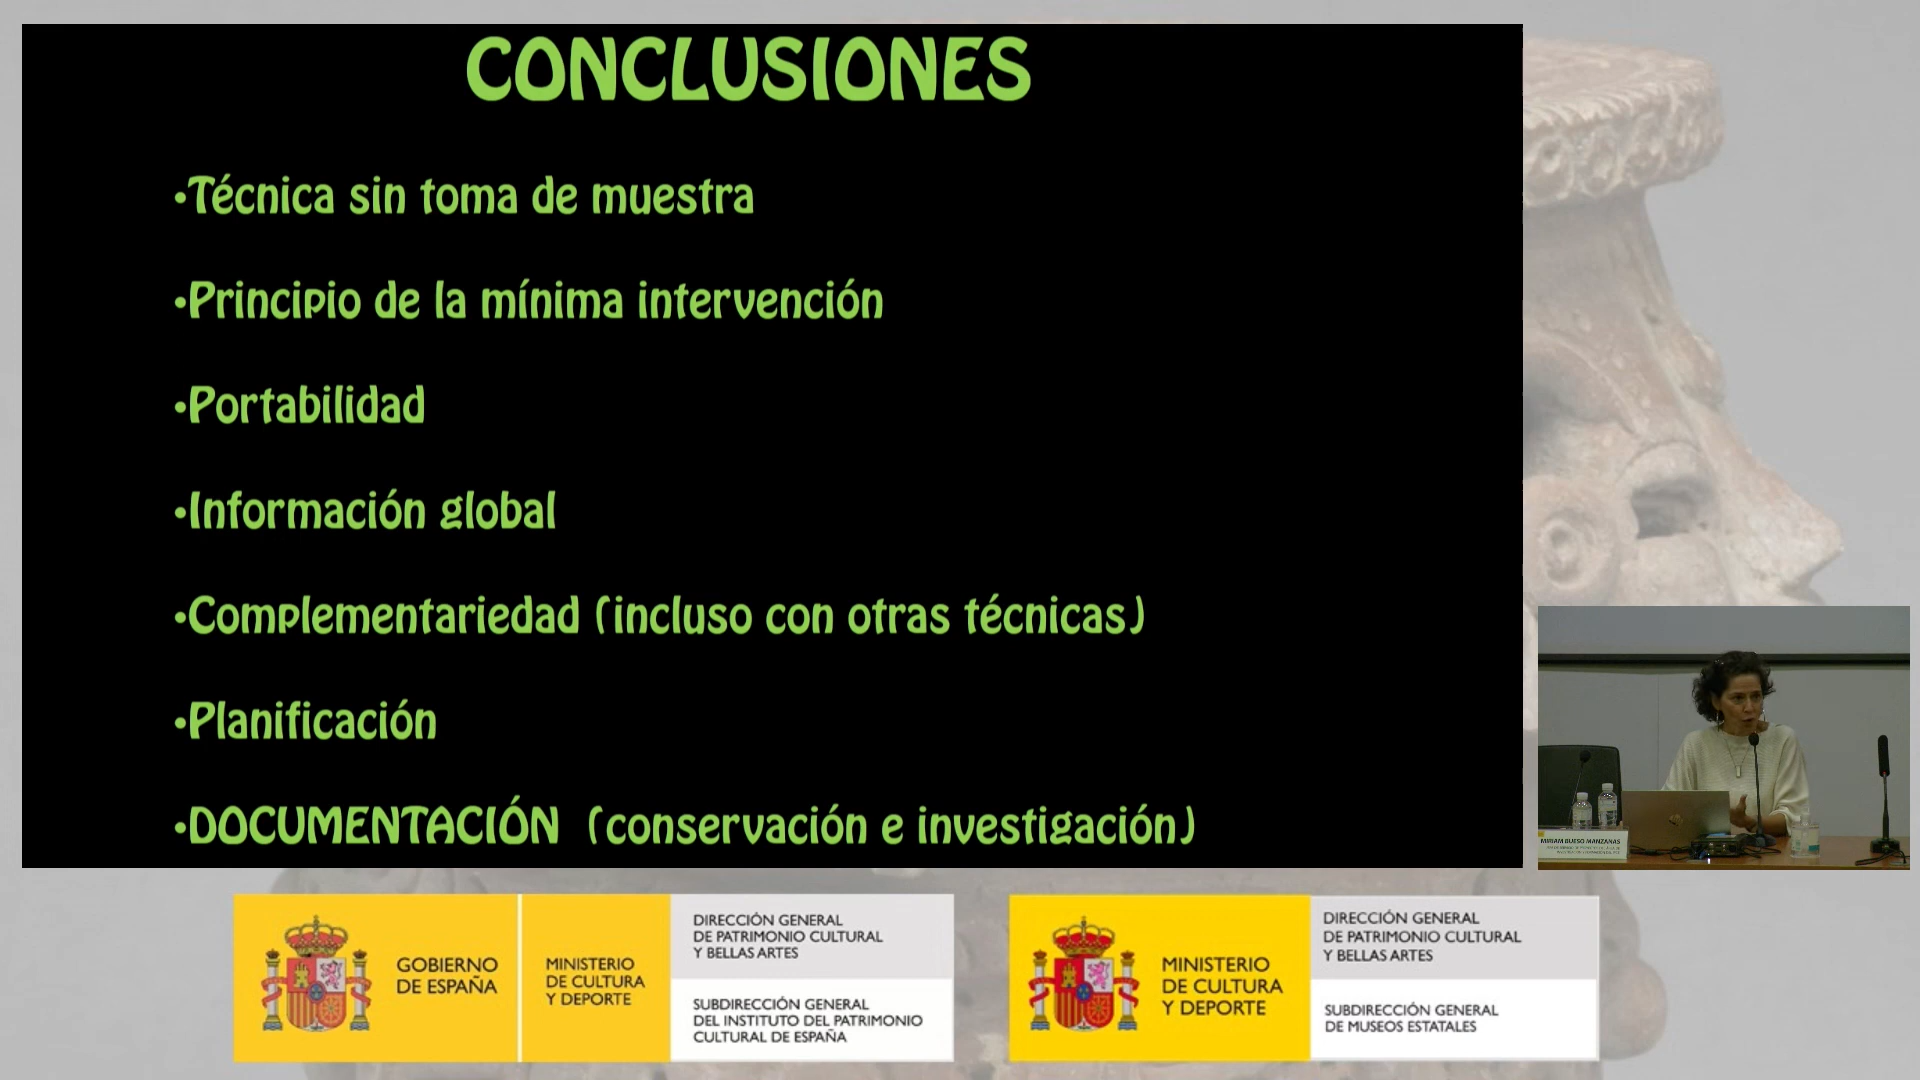 CONCLUSIONES
•Técnica sin toma de muestra
•Principio de la mínima intervención
•Portabilidad
•Información global
•Complementariedad (incluso con otras técnicas)
•Planificación
•DOCUMENTACIÓN (conservación e investigación)
MIRIAM BUESO MANZANAS
GOBIERNO
DE ESPAÑA
MINISTERIO
DE CULTURA
Y DEPORTE
DIRECCIÓN GENERAL
DE PATRIMONIO CULTURAL
Y BELLAS ARTES
SUBDIRECCIÓN GENERAL
DEL INSTITUTO DEL PATRIMONIO
CULTURAL DE ESPAÑA
MINISTERIO
DE CULTURA
Y DEPORTE
DIRECCIÓN GENERAL
DE PATRIMONIO CULTURAL
Y BELLAS ARTES
SUBDIRECCIÓN GENERAL
DE MUSEOS ESTATALES